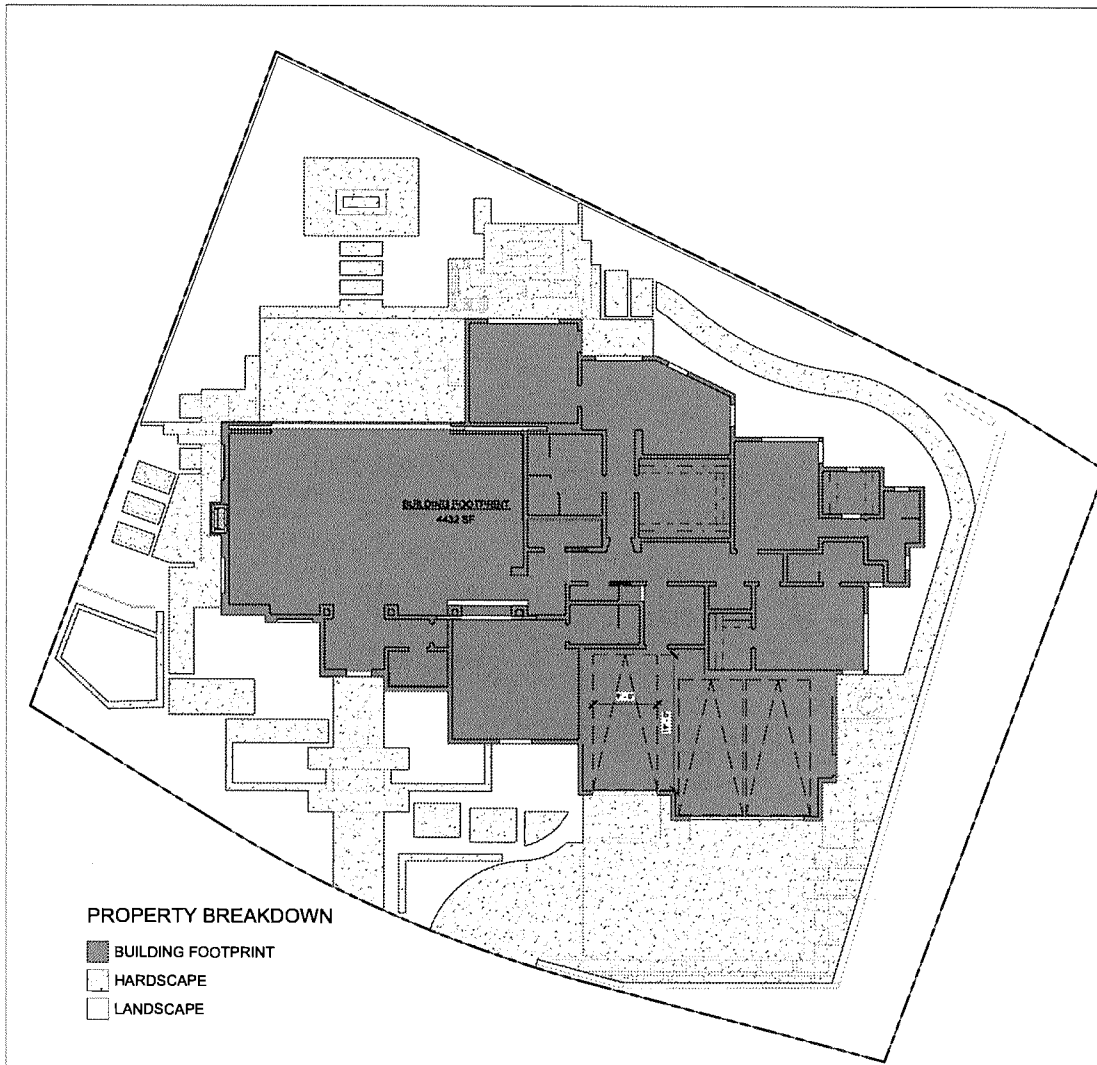 BUILDING FOOTPRINT
4432 SF
PROPERTY BREAKDOWN
BUILDING FOOTPRINT
HARDSCAPE
LANDSCAPE